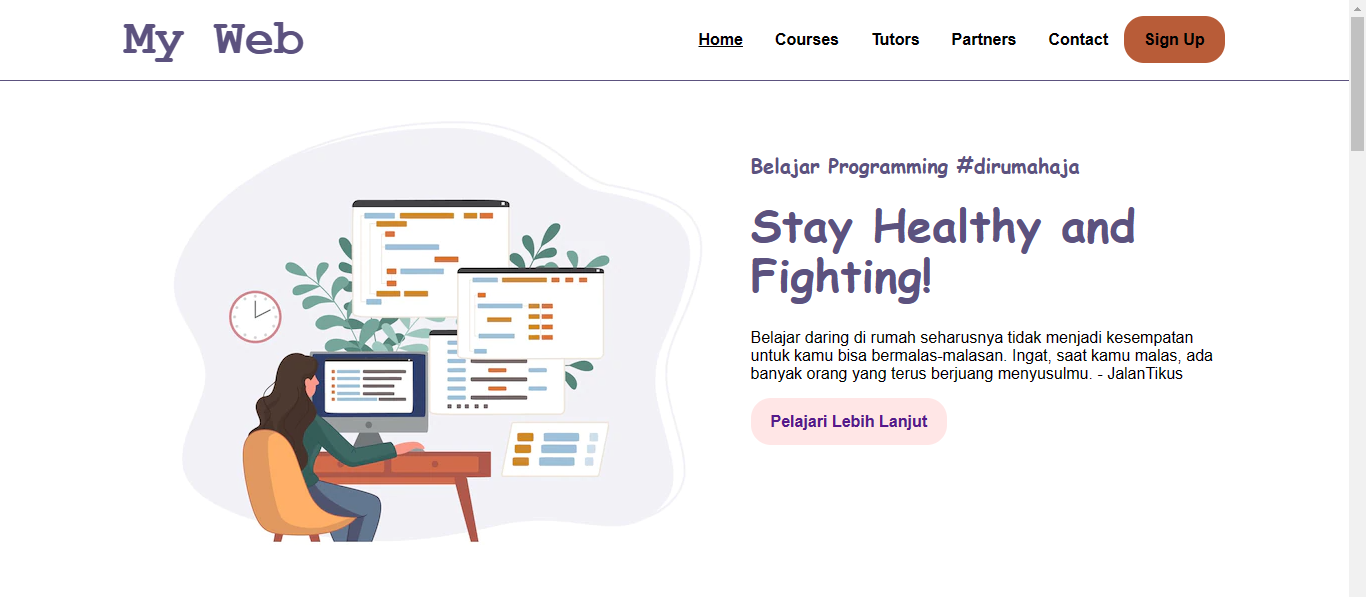 My Web
Home Courses Tutors Partners Contact Sign Up
Belajar Programming #dirumahaja
Stay Healthy and
Fighting!
Belajar daring di rumah seharusnya tidak menjadi kesempatan
untuk kamu bisa bermalas-malasan. Ingat, saat kamu malas, ada
banyak orang yang terus berjuang menyusulmu. - JalanTikus
Pelajari Lebih Lanjut